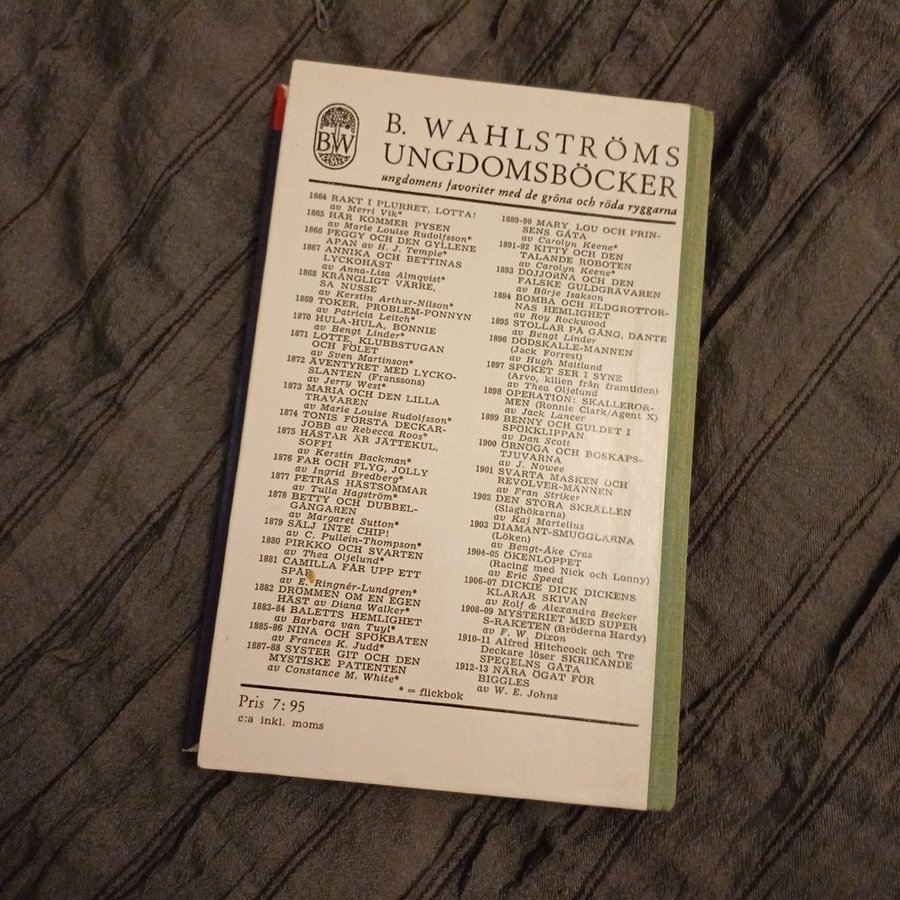 BW
B. WAHLSTRÖMS
UNGDOMSBÖCKER
ungdomens favoriter med de gröna och röda ryggarna
1864 RAKT I PLURRET, LOTTA!
av Merri Vik*
1865 HÄR KOMMER PYSEN
av Marie Louise Rudolfsson*
1866 PEGGY OCH DEN GYLLENE
APAN av H. J. Temple*
1867 ANNIKA OCH BETTINAS
LYCKOHÄST
av Anna-Lisa Almqvist*
1868 KRÅNGLIGT VÄRRE,
SA NUSSE
av Kerstin Arthur-Nilson*
1869 TOKER, PROBLEM-PONNYN
av Patricia Leitch*
1870 HULA-HULA, BONNIE
av Bengt Linder*
1871 LOTTE, KLUBBSTUGAN
OCH FÖLET
av Sven Martinson*
1872 ÄVENTYRET MED LYCKO-
SLANTEN (Franssons)
av Jerry West*
1873 MARIA OCH DEN LILLA
TRAVAREN
av Marie Louise Rudolfsson*
1874 TONIS FÖRSTA DECKAR-
JOBB av Rebecca Roos*
1875 HÄSTAR ÄR JÄTTEKUL,
SOFFI
av Kerstin Backman*
1876 FAR OCH FLYG, JOLLY
av Ingrid Bredberg*
1877 PETRAS HÄSTSOMMAR
av Tulla Hagström*
1878 BETTY OCH DUBBEL-
GÅNGAREN
av Margaret Sutton*
1879 SÄLJ INTE CHIP!
av C. Pullein-Thompson*
1880 PIRKKO OCH SVARTEN
av Thea Oljelund*
1881 CAMILLA FÅR UPP ETT
SPÅR
av E. Ringnér-Lundgren*
1882 DRÖMMEN OM EN EGEN
HÄST av Diana Walker*
1883-84 BALETTS HEMLIGHET
av Barbara van Tuyl*
1885-86 NINA OCH SPÖKBÅTEN
av Frances K. Judd*
1887-88 SYSTER GIT OCH DEN
MYSTISKE PATIENTEN
av Constance M. White*
1889-90 MARY LOU OCH PRIN-
SENS GÅTA
av Carolyn Keene*
1891-92 KITTY OCH DEN
TALANDE ROBOTEN
av Carolyn Keene*
1893 DOJJORNA OCH DEN
FALSKE GULDGRÄVAREN
av Börje Isakson
1894 BOMBA OCH ELDGROTTOR-
NAS HEMLIGHET
av Roy Rockwood
1895 STOLLAR PÅ GÅNG, DANTE
av Bengt Linder
1896 DÖDSKALLE-MANNEN
(Jack Forrest)
av Hugh Maitland
1897 SPÖKET SER I SYNE
(Arvo, killen från framtiden)
av Thea Oljelund
1898 OPERATION: SKALLEROR-
MEN (Ronnie Clark/Agent X)
av Jack Lancer
1899 BENNY OCH GULDET I
SPÖKKLIPPAN
av Dan Scott
1900 ÖRNÖGA OCH BOSKAPS-
TJUVARNA
av J. Nowee
1901 SVARTA MASKEN OCH
REVOLVER-MÄNNEN
av Fran Striker
1902 DEN STORA SKRÄLLEN
(Slaghökarna)
av Kaj Martelius
1903 DIAMANT-SMUGGLARNA
(Löken)
av Bengt-Åke Cras
1904-05 ÖKENLOPPET
(Racing med Nick och Lonny)
av Eric Speed
1906-07 DICKIE DICK DICKENS
KLARAR SKIVAN
av Rolf & Alexandra Becker
1908-09 MYSTERIET MED SUPER
S-RAKETEN (Bröderna Hardy)
av F. W. Dixon
1910-11 Alfred Hitchcock och Tre
Deckare löser SKRIKANDE
SPEGELNS GÅTA
1912-13 NÄRA ÖGAT FÖR
BIGGLES
av W. E. Johns
* = flickbok
Pris 7:95
c:a inkl. moms